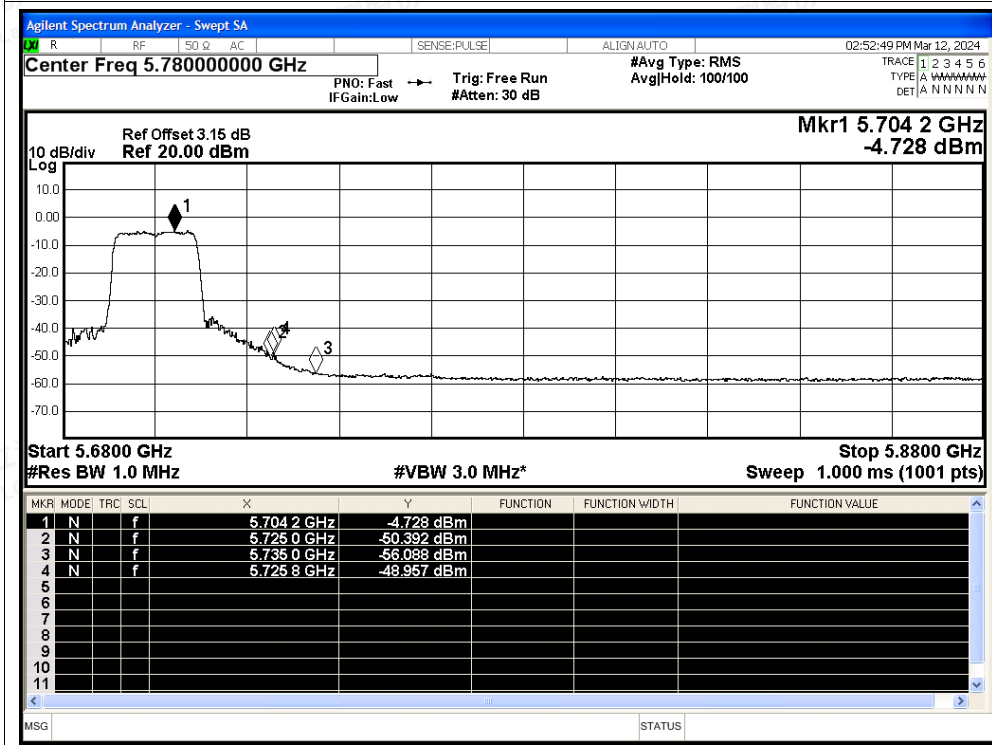 Agilent Spectrum Analyzer - Swept SA
LXI R RF 50 Ω AC SENSE:PULSE ALIGN AUTO 02:52:49 PM Mar 12, 2024
Center Freq 5.780000000 GHz
PNO: Fast
IFGain:Low
Trig: Free Run
#Atten: 30 dB
#Avg Type: RMS
Avg|Hold: 100/100
TRACE 1 2 3 4 5 6
TYPE A WWWWW
DET A N N N N N
Mkr1 5.704 2 GHz
-4.728 dBm
Ref Offset 3.15 dB
10 dB/div Ref 20.00 dBm
Log
10.0
0.00
-10.0
-20.0
-30.0
-40.0
-50.0
-60.0
-70.0
1
2
4
3
Start 5.6800 GHz Stop 5.8800 GHz
#Res BW 1.0 MHz #VBW 3.0 MHz* Sweep 1.000 ms (1001 pts)
MKR MODE TRC SCL X Y FUNCTION FUNCTION WIDTH FUNCTION VALUE
1 N f 5.704 2 GHz -4.728 dBm
2 N f 5.725 0 GHz -50.392 dBm
3 N f 5.735 0 GHz -56.088 dBm
4 N f 5.725 8 GHz -48.957 dBm
5
6
7
8
9
10
11
MSG STATUS